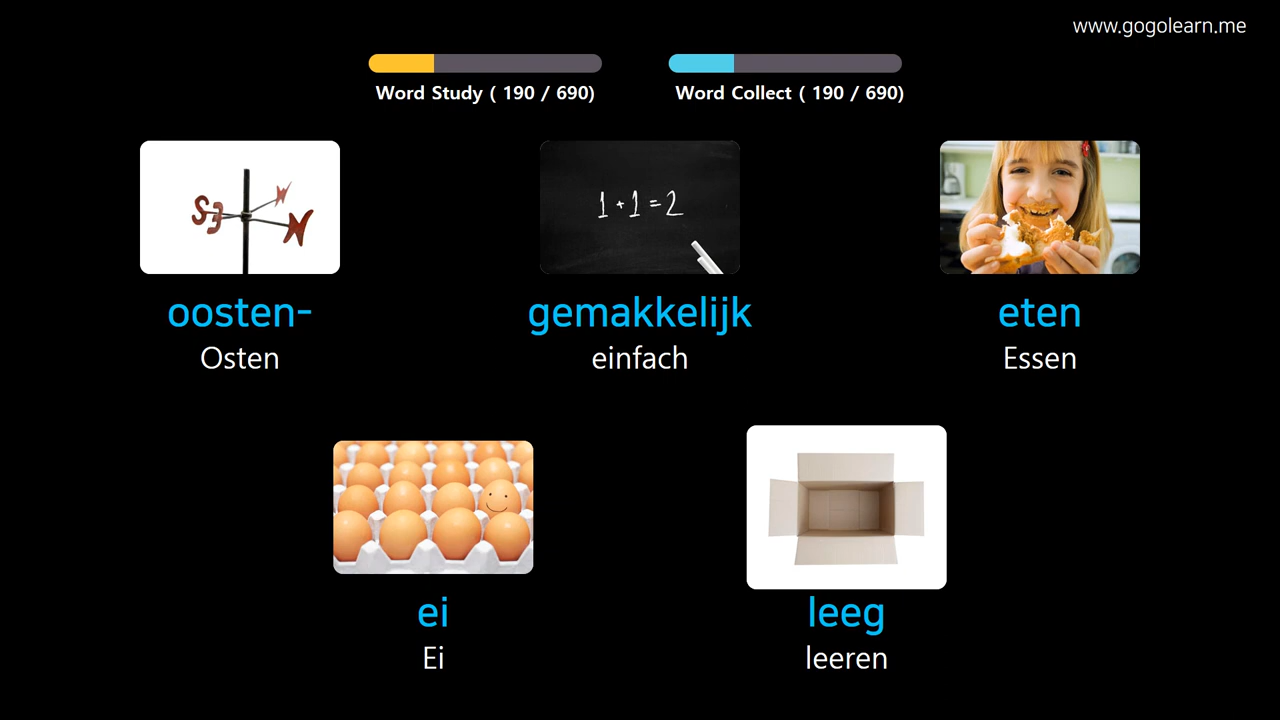 www.gogolearn.me
Word Study ( 190 / 690)
Word Collect ( 190 / 690)
S E N W
1 + 1 = 2
oosten-
Osten
gemakkelijk
einfach
eten
Essen
ei
Ei
leeg
leeren